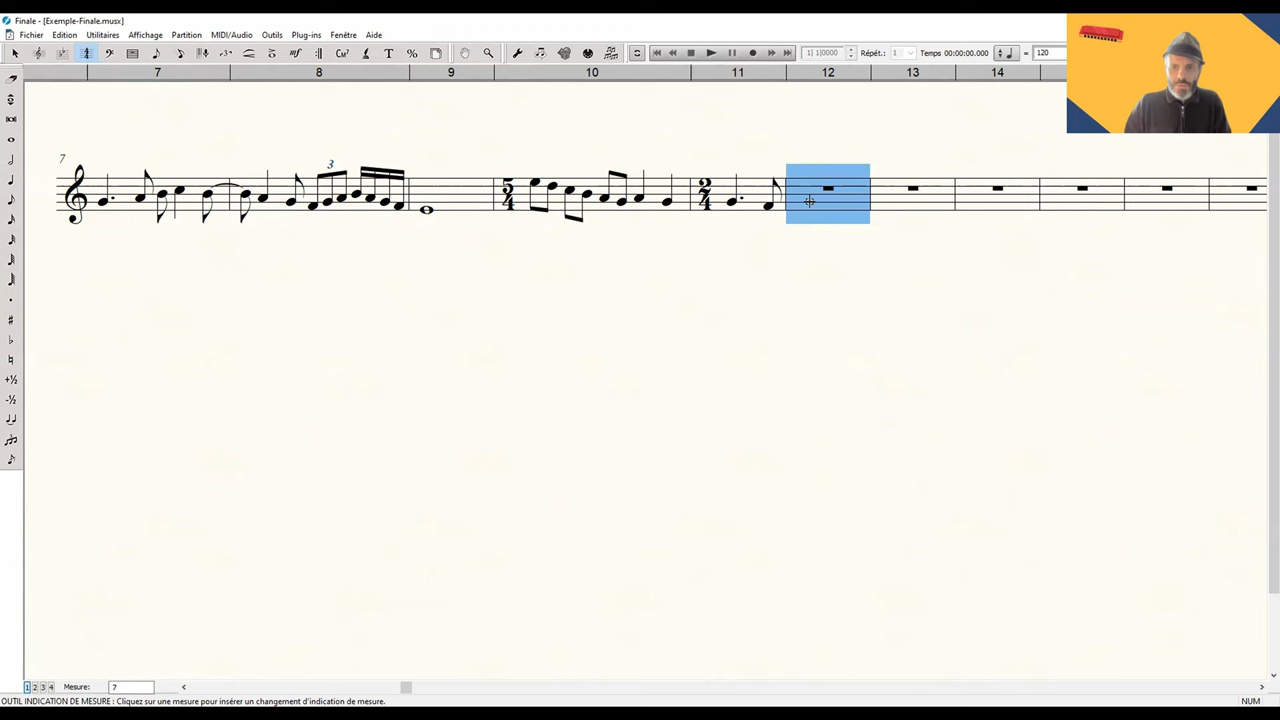 Finale - [Exemple-Finale.musx]
Fichier Edition Utilitaires Affichage Partition MIDI/Audio Outils Plug-ins Fenêtre Aide
1| 1|0000 Répét.: 1 Temps 00:00:00.000 = 120
7 8 9 10 11 12 13 14
7
3
5
4
2
4
1 2 3 4 Mesure: 7
OUTIL INDICATION DE MESURE : Cliquez sur une mesure pour insérer un changement d'indication de mesure. NUM